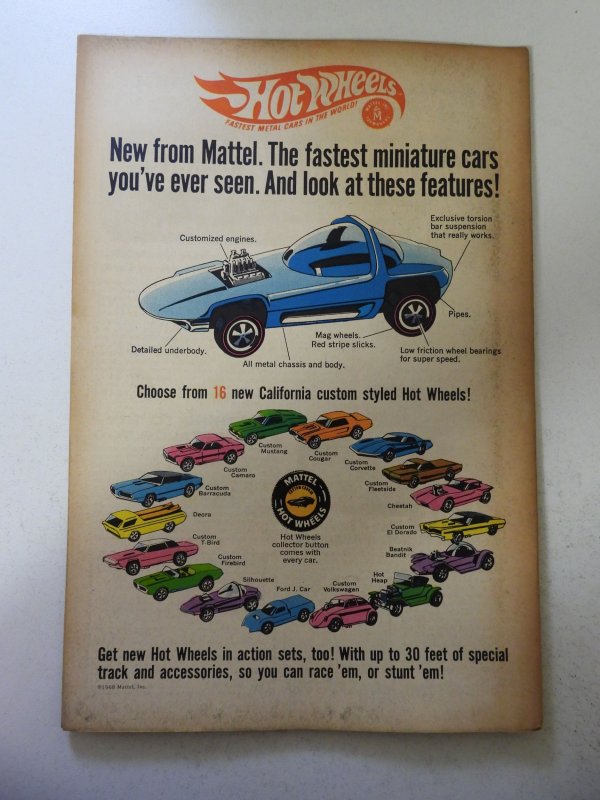 Hot Wheels
FASTEST METAL CARS IN THE WORLD!
New from Mattel. The fastest miniature cars
you've ever seen. And look at these features!
Customized engines.
Exclusive torsion
bar suspension
that really works.
Pipes.
Mag wheels.
Red stripe slicks.
Low friction wheel bearings
for super speed.
Detailed underbody.
All metal chassis and body.
Choose from 16 new California custom styled Hot Wheels!
Custom
Mustang
Custom
Cougar
Custom
Camara
Custom
Corvette
Custom
Fleetside
Custom
Barracuda
Cheetah
Deora
Custom
El Dorado
Custom
T-Bird
Beatnik
Bandit
Custom
Firebird
Hot
Heap
Silhouette
Ford J. Car
Custom
Volkswagen
MATTEL
HOT WHEELS
Hot Wheels
collector button
comes with
every car.
Get new Hot Wheels in action sets, too! With up to 30 feet of special
track and accessories, so you can race 'em, or stunt 'em!
©1968 Mattel, Inc.